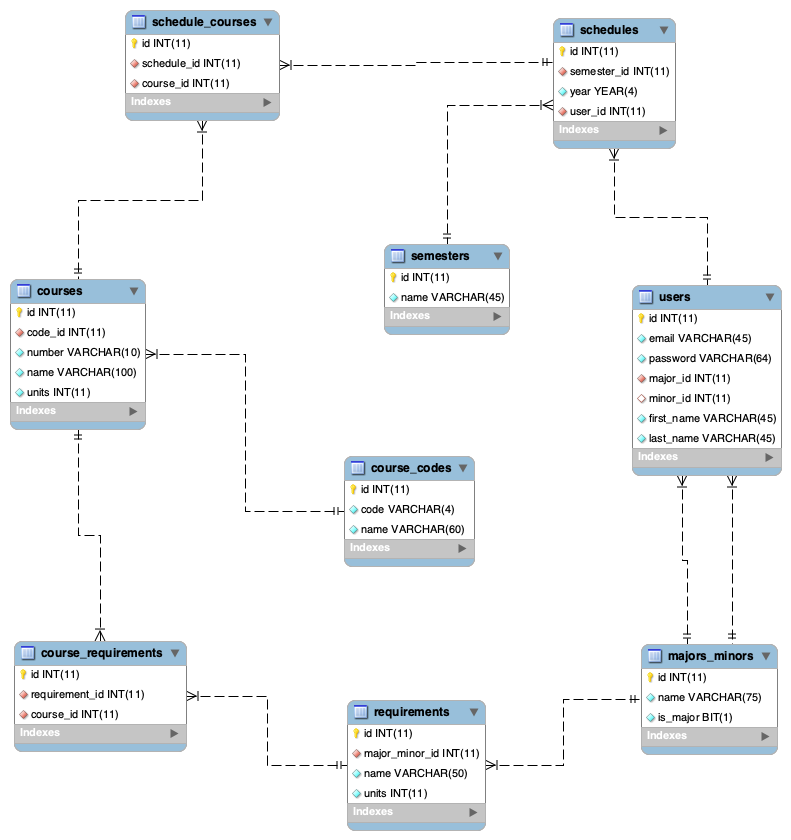 schedule_courses
id INT(11)
schedule_id INT(11)
course_id INT(11)
Indexes
schedules
id INT(11)
semester_id INT(11)
year YEAR(4)
user_id INT(11)
Indexes
semesters
id INT(11)
name VARCHAR(45)
Indexes
courses
id INT(11)
code_id INT(11)
number VARCHAR(10)
name VARCHAR(100)
units INT(11)
Indexes
users
id INT(11)
email VARCHAR(45)
password VARCHAR(64)
major_id INT(11)
minor_id INT(11)
first_name VARCHAR(45)
last_name VARCHAR(45)
Indexes
course_codes
id INT(11)
code VARCHAR(4)
name VARCHAR(60)
Indexes
course_requirements
id INT(11)
requirement_id INT(11)
course_id INT(11)
Indexes
requirements
id INT(11)
major_minor_id INT(11)
name VARCHAR(50)
units INT(11)
Indexes
majors_minors
id INT(11)
name VARCHAR(75)
is_major BIT(1)
Indexes